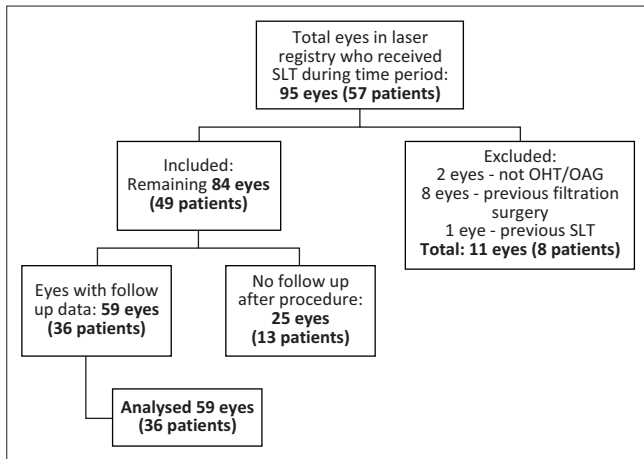 Total eyes in laser
registry who received
SLT during time period:
95 eyes (57 patients)
Included:
Remaining 84 eyes
(49 patients)
Excluded:
2 eyes - not OHT/OAG
8 eyes - previous filtration
surgery
1 eye - previous SLT
Total: 11 eyes (8 patients)
Eyes with follow
up data: 59 eyes
(36 patients)
No follow up
after procedure:
25 eyes
(13 patients)
Analysed 59 eyes
(36 patients)